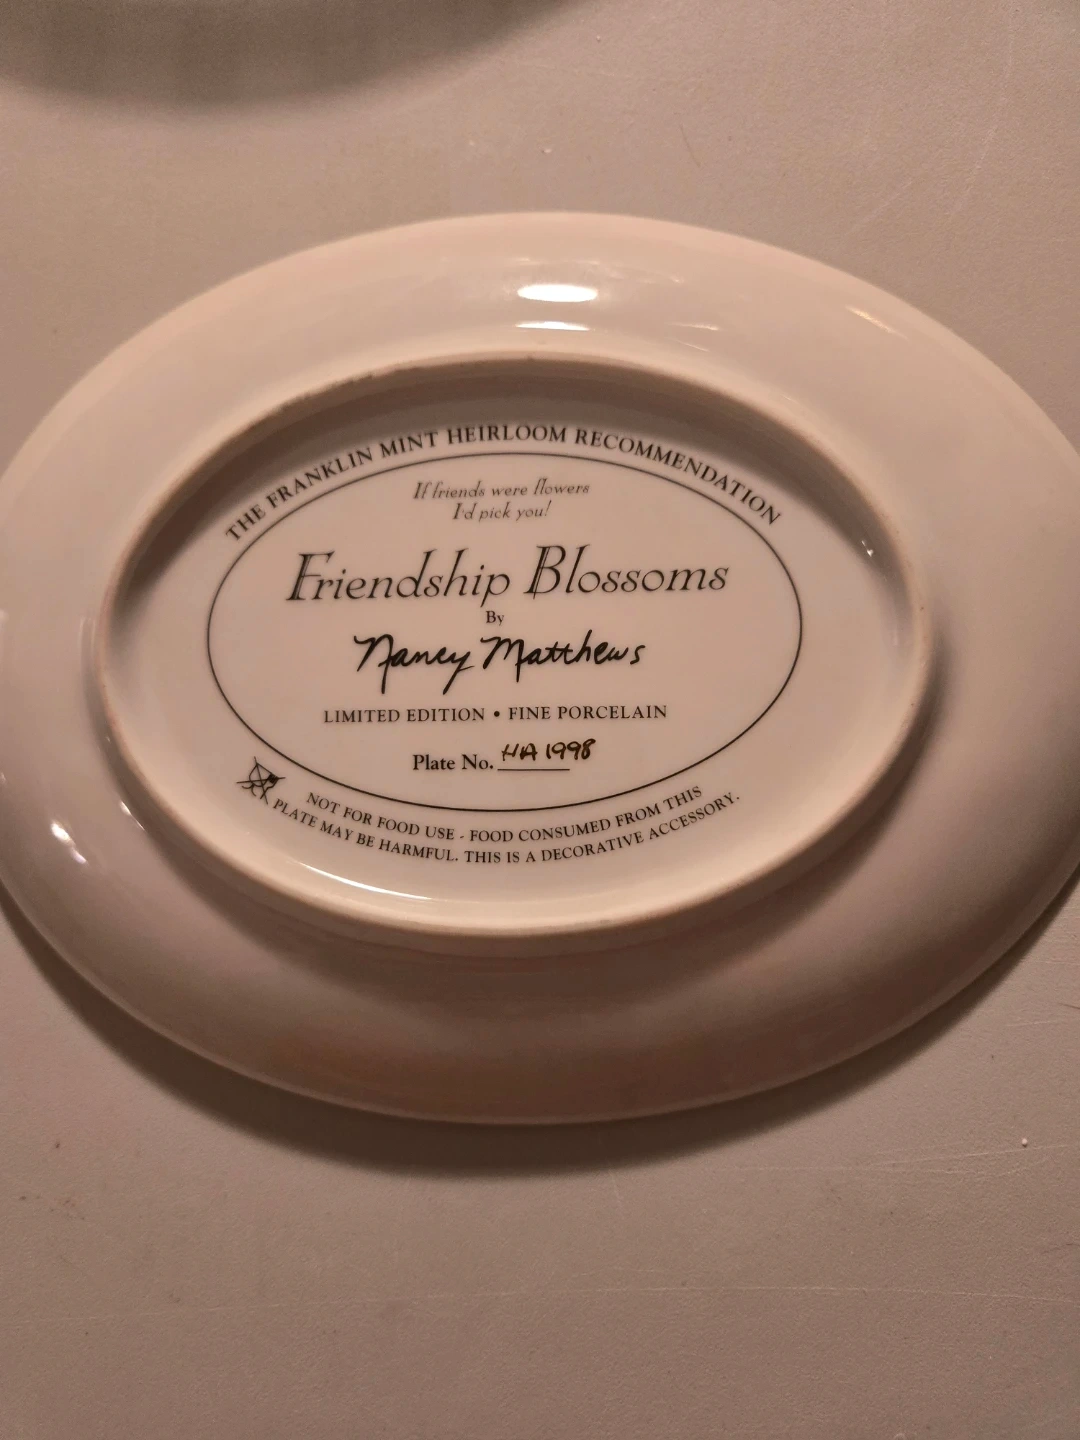 THE FRANKLIN MINT HEIRLOOM RECOMMENDATION
If friends were flowers
I'd pick you!
Friendship Blossoms
By
Nancy Matthews
LIMITED EDITION • FINE PORCELAIN
Plate No. HA 1998
NOT FOR FOOD USE - FOOD CONSUMED FROM THIS
PLATE MAY BE HARMFUL. THIS IS A DECORATIVE ACCESSORY.